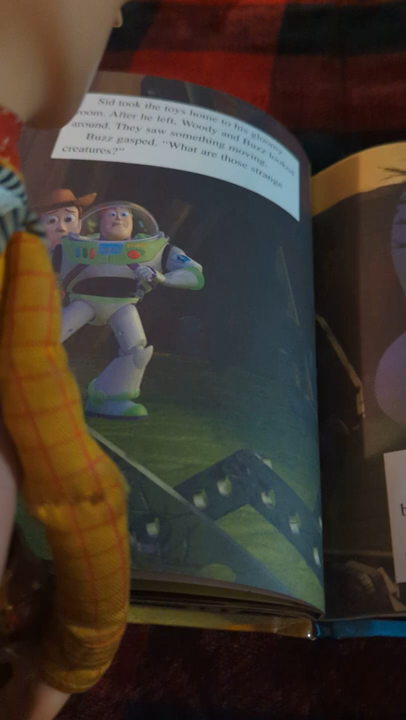 Sid took the toys home to his gloomy
room. After he left, Woody and Buzz looked
around. They saw something moving.
Buzz gasped, "What are those strange
creatures?"